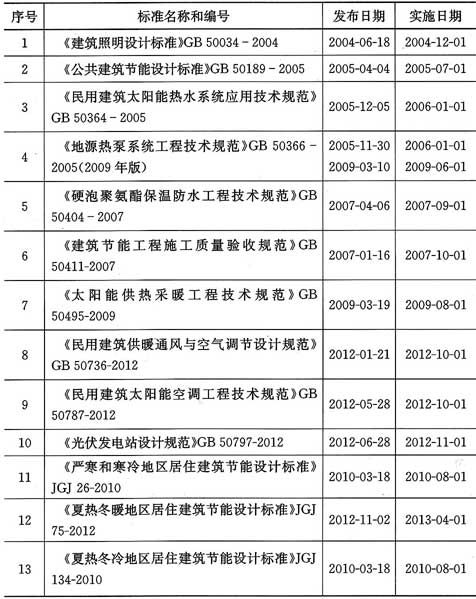 序号 标准名称和编号 发布日期 实施日期
1 《建筑照明设计标准》GB 50034－2004 2004-06-18 2004-12-01
2 《公共建筑节能设计标准》GB 50189－2005 2005-04-04 2005-07-01
3 《民用建筑太阳能热水系统应用技术规范》 2005-12-05 2006-01-01
GB 50364－2005
4 《地源热泵系统工程技术规范》GB 50366－ 2005-11-30 2006-01-01
2005(2009年版) 2009-03-10 2009-06-01
5 《硬泡聚氨酯保温防水工程技术规范》GB 2007-04-06 2007-09-01
50404－2007
6 《建筑节能工程施工质量验收规范》GB 2007-01-16 2007-10-01
50411-2007
7 《太阳能供热采暖工程技术规范》GB 2009-03-19 2009-08-01
50495-2009
8 《民用建筑供暖通风与空气调节设计规范》 2012-01-21 2012-10-01
GB 50736-2012
9 《民用建筑太阳能空调工程技术规范》GB 2012-05-28 2012-10-01
50787-2012
10 《光伏发电站设计规范》GB 50797-2012 2012-06-28 2012-11-01
11 《严寒和寒冷地区居住建筑节能设计标准》 2010-03-18 2010-08-01
JGJ 26-2010
12 《夏热冬暖地区居住建筑节能设计标准》JGJ 2012-11-02 2013-04-01
75-2012
13 《夏热冬冷地区居住建筑节能设计标准》JGJ 2010-03-18 2010-08-01
134-2010